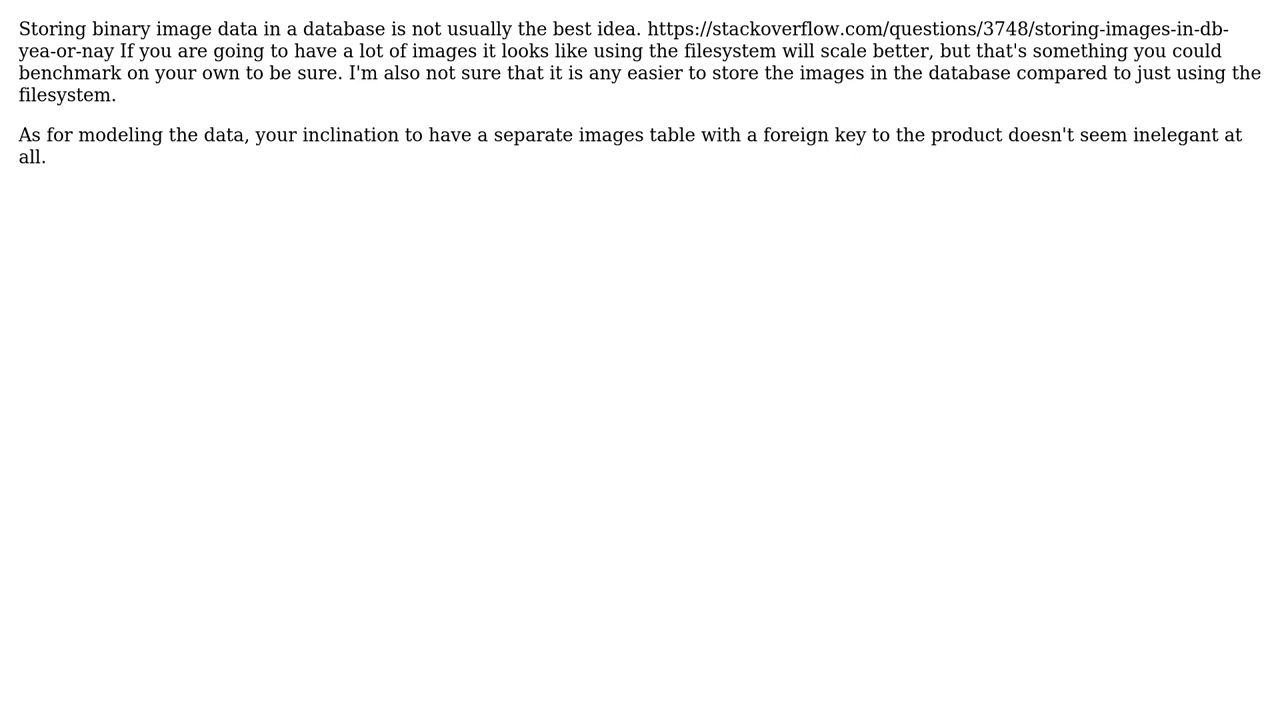 Storing binary image data in a database is not usually the best idea. https://stackoverflow.com/questions/3748/storing-images-in-db-
yea-or-nay If you are going to have a lot of images it looks like using the filesystem will scale better, but that's something you could
benchmark on your own to be sure. I'm also not sure that it is any easier to store the images in the database compared to just using the
filesystem.
As for modeling the data, your inclination to have a separate images table with a foreign key to the product doesn't seem inelegant at
all.